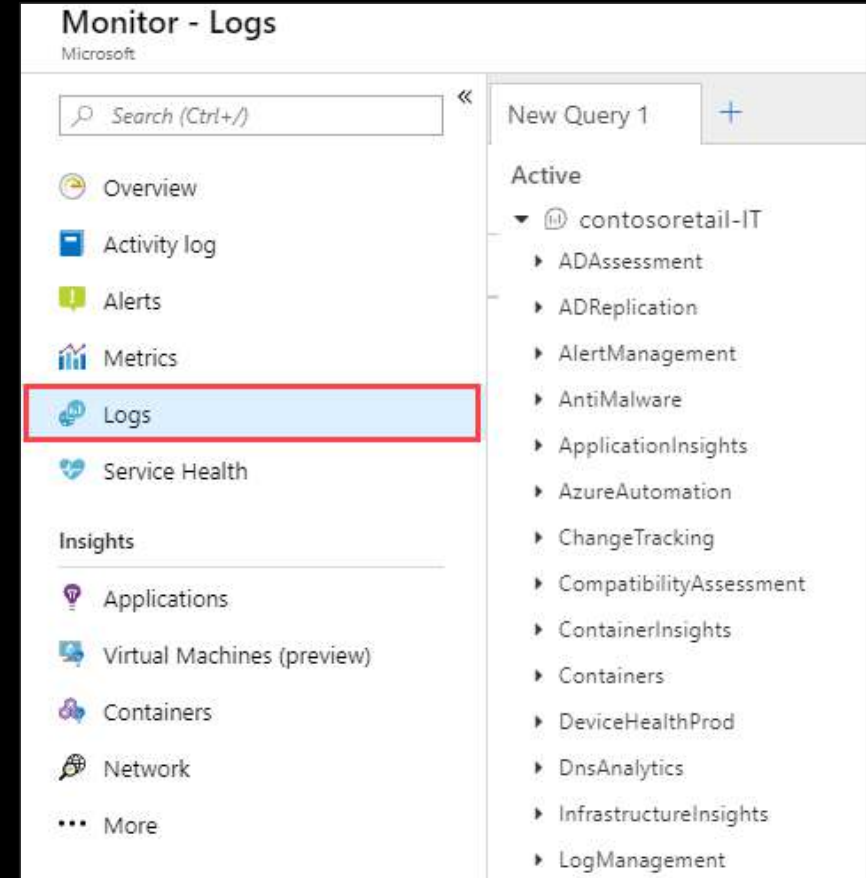 Monitor - Logs
Microsoft
Search (Ctrl+/)
«
Overview
Activity log
Alerts
Metrics
Logs
Service Health
Insights
Applications
Virtual Machines (preview)
Containers
Network
More
New Query 1 +
Active
contosoretail-IT
ADAssessment
ADReplication
AlertManagement
AntiMalware
ApplicationInsights
AzureAutomation
ChangeTracking
CompatibilityAssessment
ContainerInsights
Containers
DeviceHealthProd
DnsAnalytics
InfrastructureInsights
LogManagement